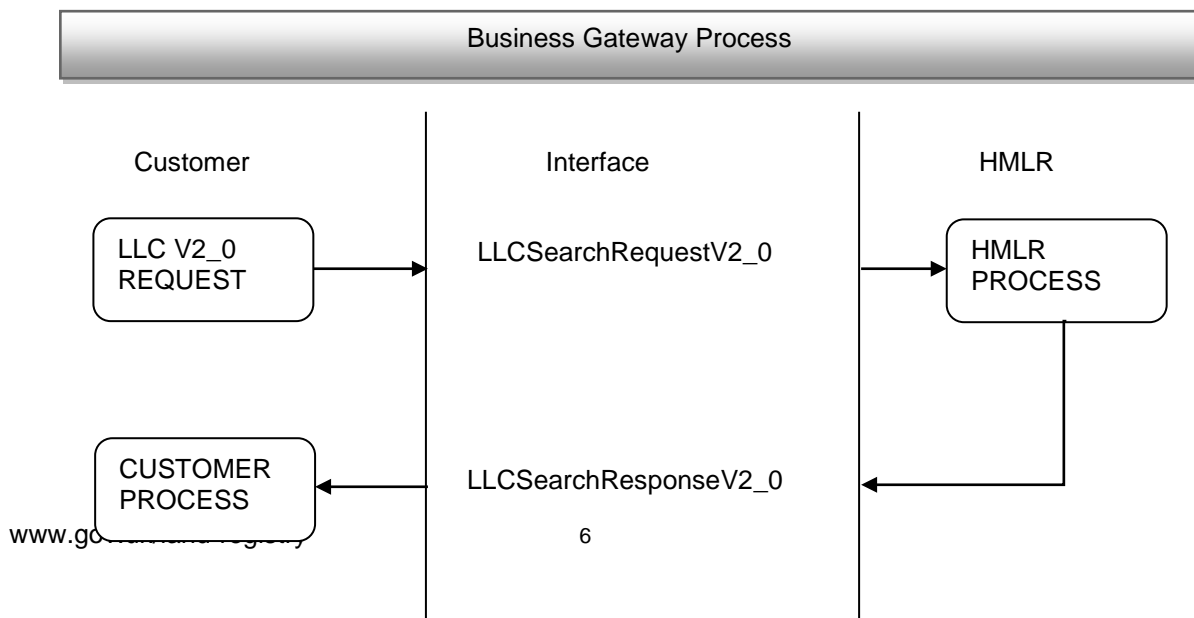 Business Gateway Process
Customer
Interface
HMLR
LLC V2_0
REQUEST
LLCSearchRequestV2_0
HMLR
PROCESS
CUSTOMER
PROCESS
LLCSearchResponseV2_0
6